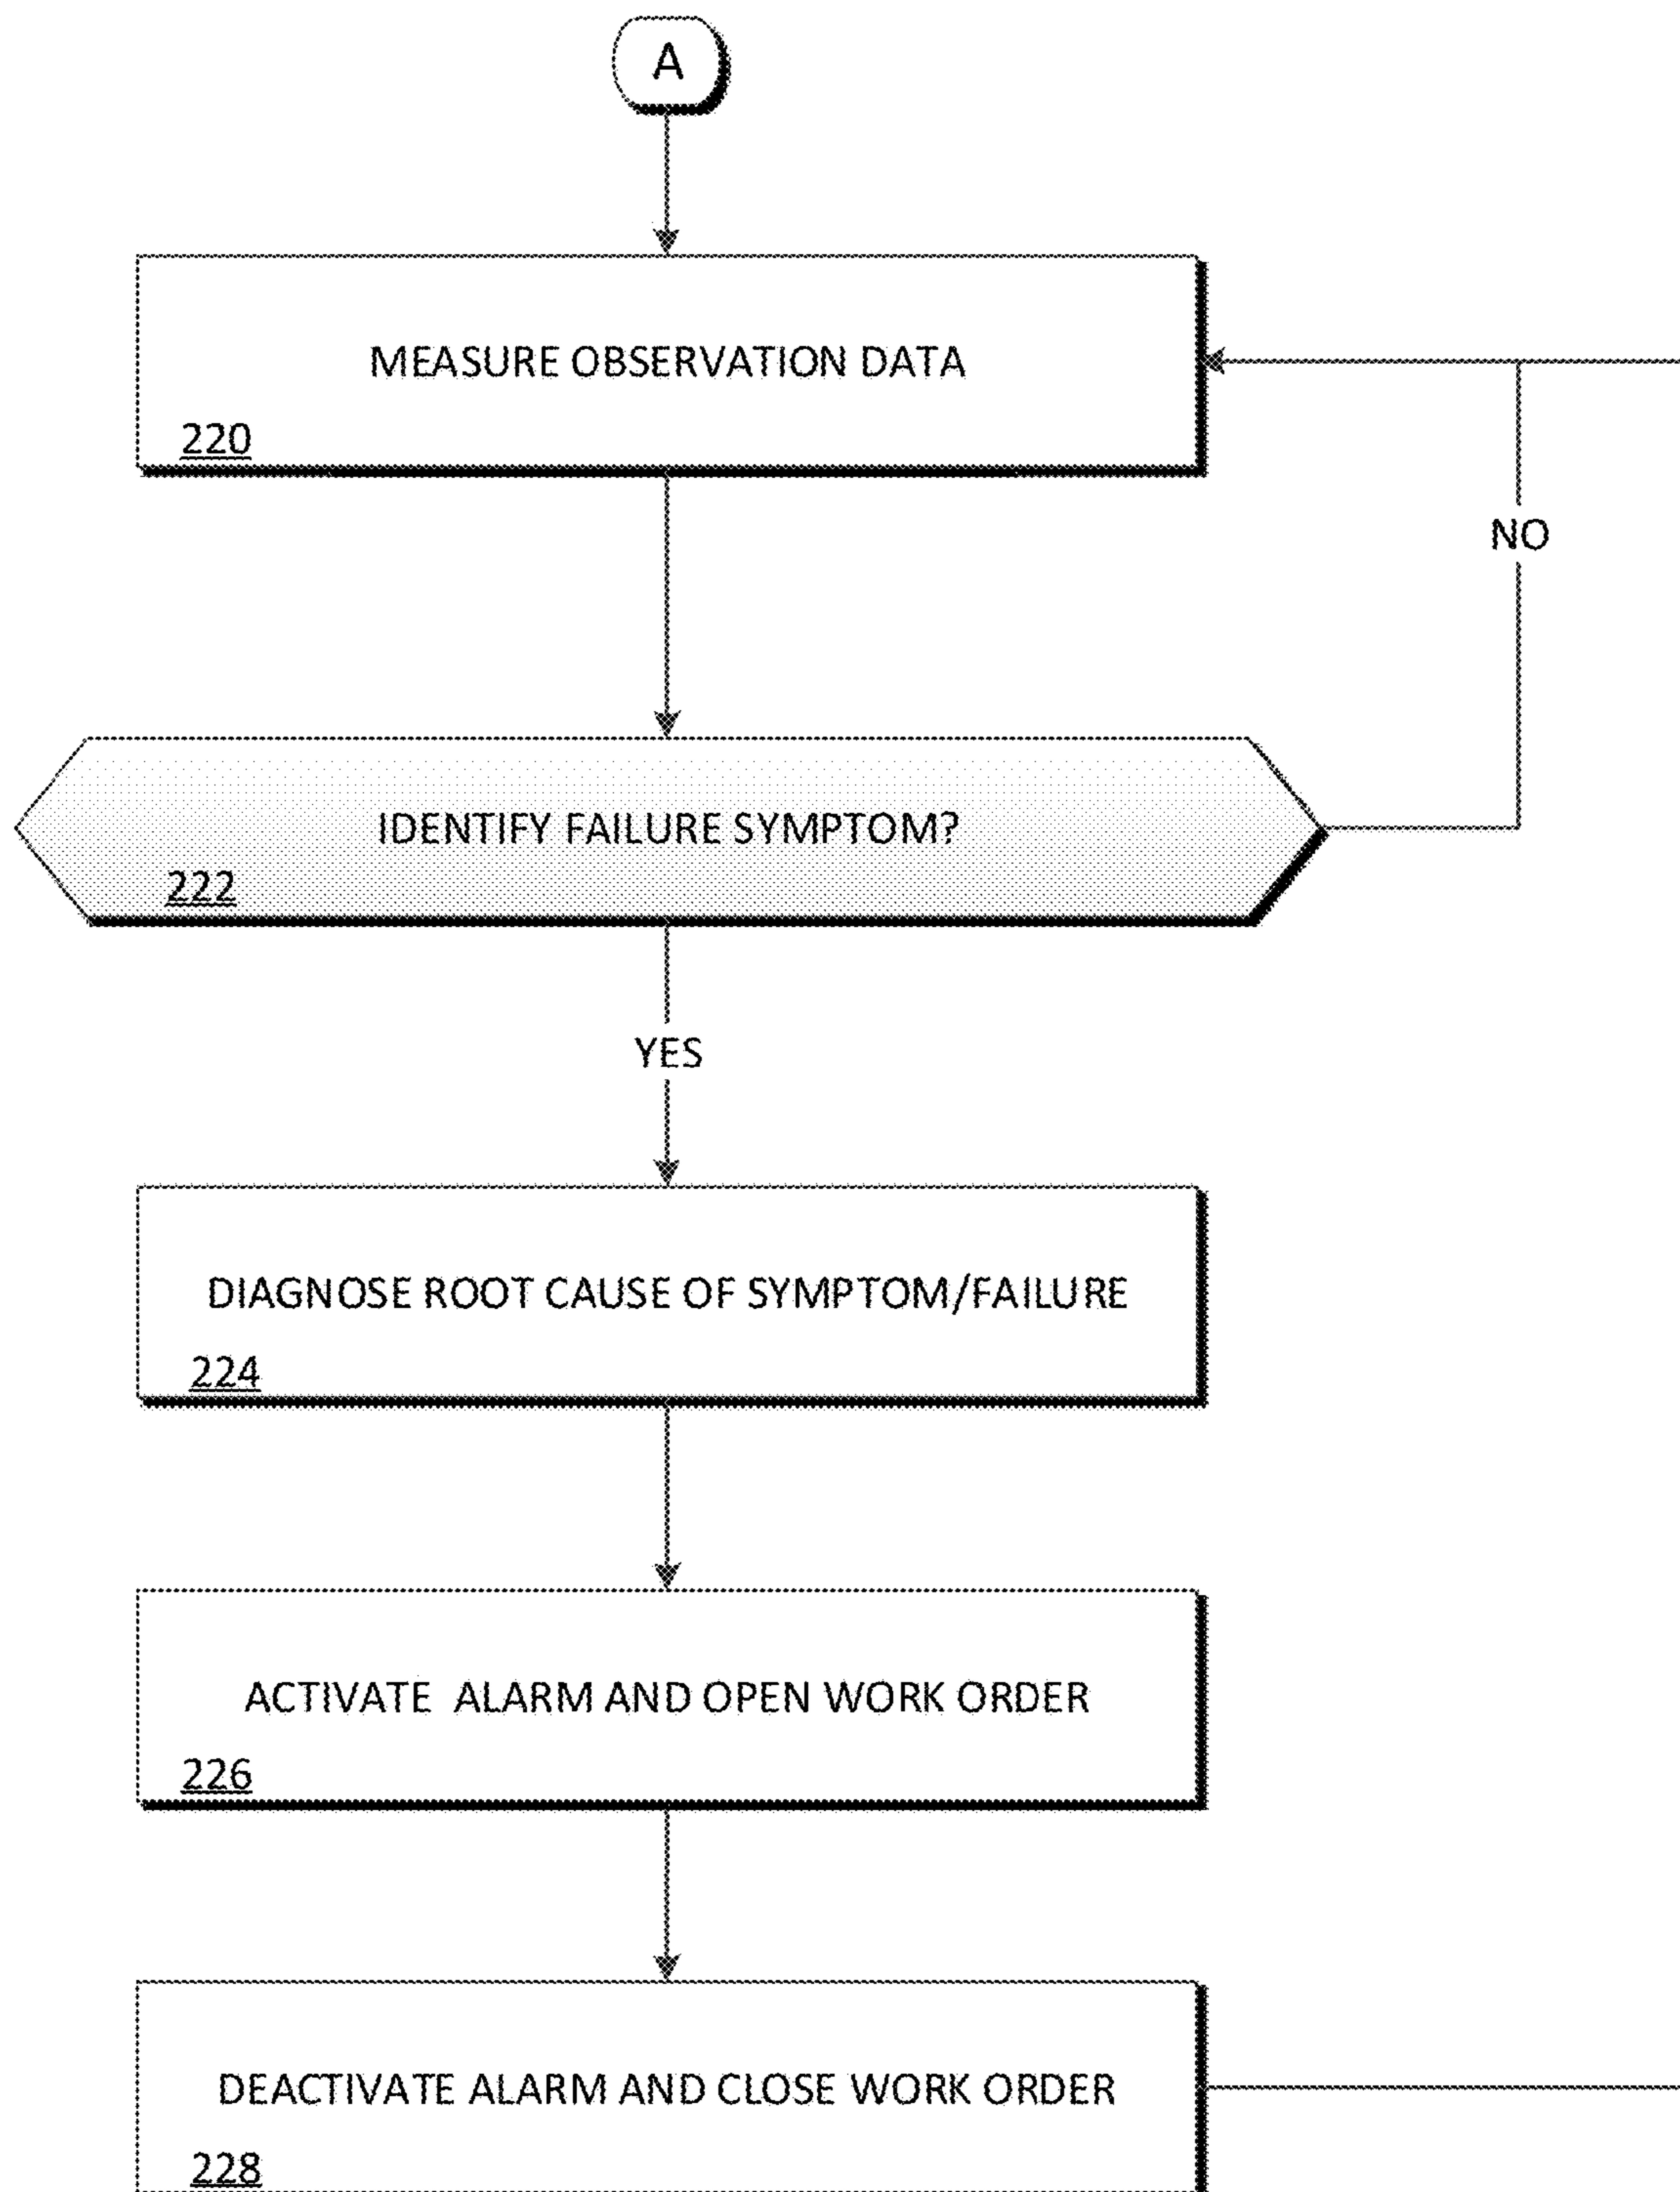 A
MEASURE OBSERVATION DATA
220
NO
IDENTIFY FAILURE SYMPTOM?
222
YES
DIAGNOSE ROOT CAUSE OF SYMPTOM/FAILURE
224
ACTIVATE ALARM AND OPEN WORK ORDER
226
DEACTIVATE ALARM AND CLOSE WORK ORDER
228